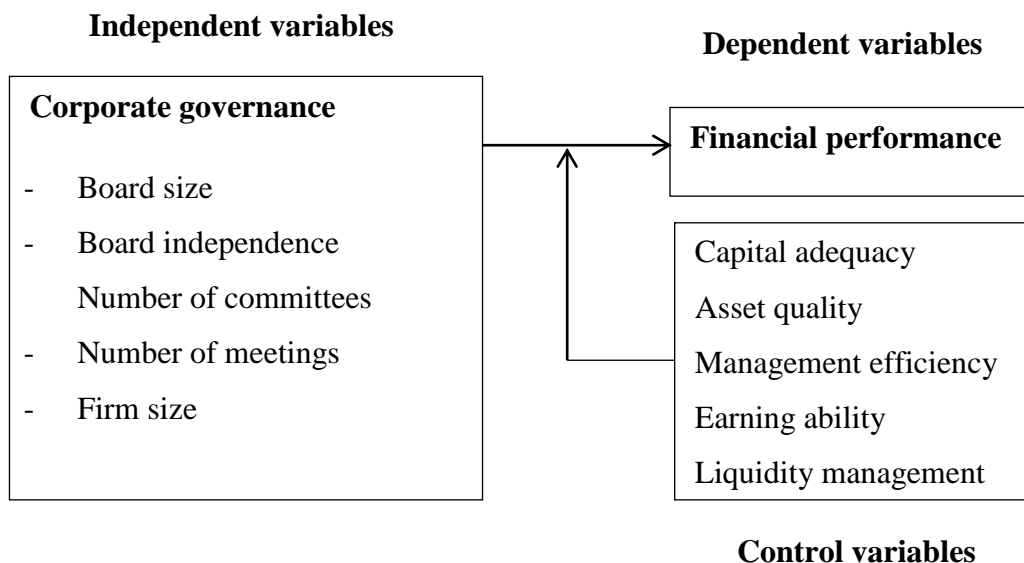 Independent variables
Dependent variables
Corporate governance
- Board size
- Board independence
Number of committees
- Number of meetings
- Firm size
Financial performance
Capital adequacy
Asset quality
Management efficiency
Earning ability
Liquidity management
Control variables